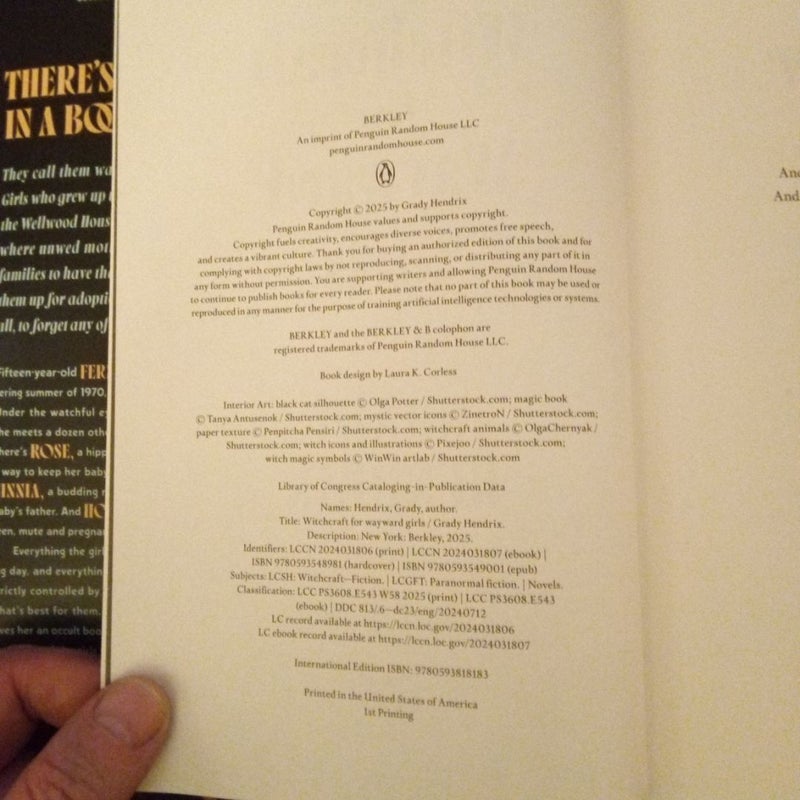 THERE'S
IN A BOO
They call them wa
Girls who grew up
the Wellwood Hous
where unwed mot
families to have the
them up for adopti
all, to forget any of
Fifteen-year-old FER
ering summer of 1970,
Under the watchful e
he meets a dozen oth
here's ROSE, a hipp
way to keep her bab
INNIA, a budding
aby's father. And HO
en, mute and pregna
Everything the girl
g day, and everythin
rictly controlled by
hat's best for them.
ves her an occult boo
BERKLEY
An imprint of Penguin Random House LLC
penguinrandomhouse.com
Copyright © 2025 by Grady Hendrix
Penguin Random House values and supports copyright.
Copyright fuels creativity, encourages diverse voices, promotes free speech,
and creates a vibrant culture. Thank you for buying an authorized edition of this book and for
complying with copyright laws by not reproducing, scanning, or distributing any part of it in
any form without permission. You are supporting writers and allowing Penguin Random House
to continue to publish books for every reader. Please note that no part of this book may be used or
reproduced in any manner for the purpose of training artificial intelligence technologies or systems.
BERKLEY and the BERKLEY & B colophon are
registered trademarks of Penguin Random House LLC.
Book design by Laura K. Corless
Interior Art: black cat silhouette © Olga Potter / Shutterstock.com; magic book
© Tanya Antusenok / Shutterstock.com; mystic vector icons © ZinetroN / Shutterstock.com;
paper texture © Penpitcha Pensiri / Shutterstock.com; witchcraft animals © OlgaChernyak /
Shutterstock.com; witch icons and illustrations © Pixejoo / Shutterstock.com;
witch magic symbols © WinWin artlab / Shutterstock.com
Library of Congress Cataloging-in-Publication Data
Names: Hendrix, Grady, author.
Title: Witchcraft for wayward girls / Grady Hendrix.
Description: New York: Berkley, 2025.
Identifiers: LCCN 2024031806 (print) | LCCN 2024031807 (ebook) |
ISBN 9780593548981 (hardcover) | ISBN 9780593549001 (epub)
Subjects: LCSH: Witchcraft—Fiction. | LCGFT: Paranormal fiction. | Novels.
Classification: LCC PS3608.E543 W58 2025 (print) | LCC PS3608.E543
(ebook) | DDC 813/.6—dc23/eng/20240712
LC record available at https://lccn.loc.gov/2024031806
LC ebook record available at https://lccn.loc.gov/2024031807
International Edition ISBN: 9780593818183
Printed in the United States of America
1st Printing
And
And